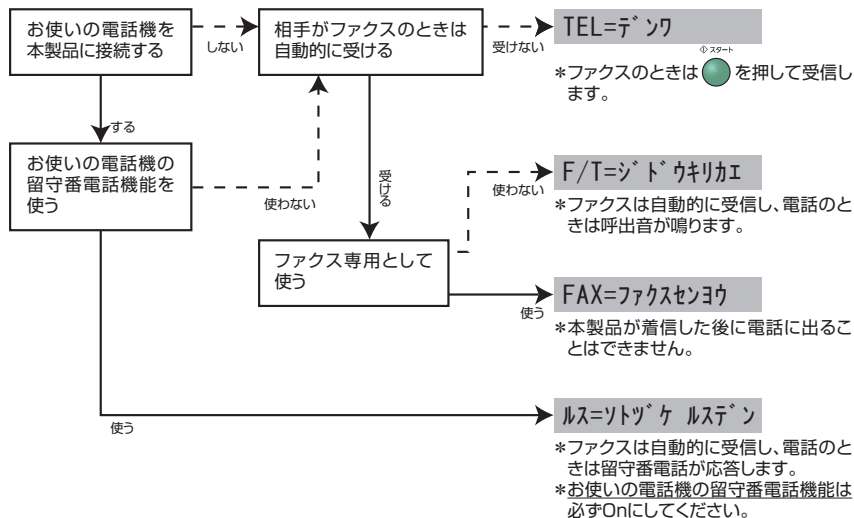 お使いの電話機を
本製品に接続する
しない
相手がファクスのときは
自動的に受ける
受けない
TEL=ﾃﾞﾝﾜ
スタート
*ファクスのときは を押して受信し
ます。
する
お使いの電話機の
留守番電話機能を
使う
使わない
受ける
使わない
F/T=ｼﾞﾄﾞｳｷﾘｶｴ
*ファクスは自動的に受信し、電話のと
きは呼出音が鳴ります。
ファクス専用として
使う
使う
FAX=ﾌｧｸｽｾﾝﾖｳ
*本製品が着信した後に電話に出るこ
とはできません。
使う
ﾙｽ=ｿﾄﾂﾞｹ ﾙｽﾃﾞﾝ
*ファクスは自動的に受信し、電話のと
きは留守番電話が応答します。
*お使いの電話機の留守番電話機能は
必ずOnにしてください。